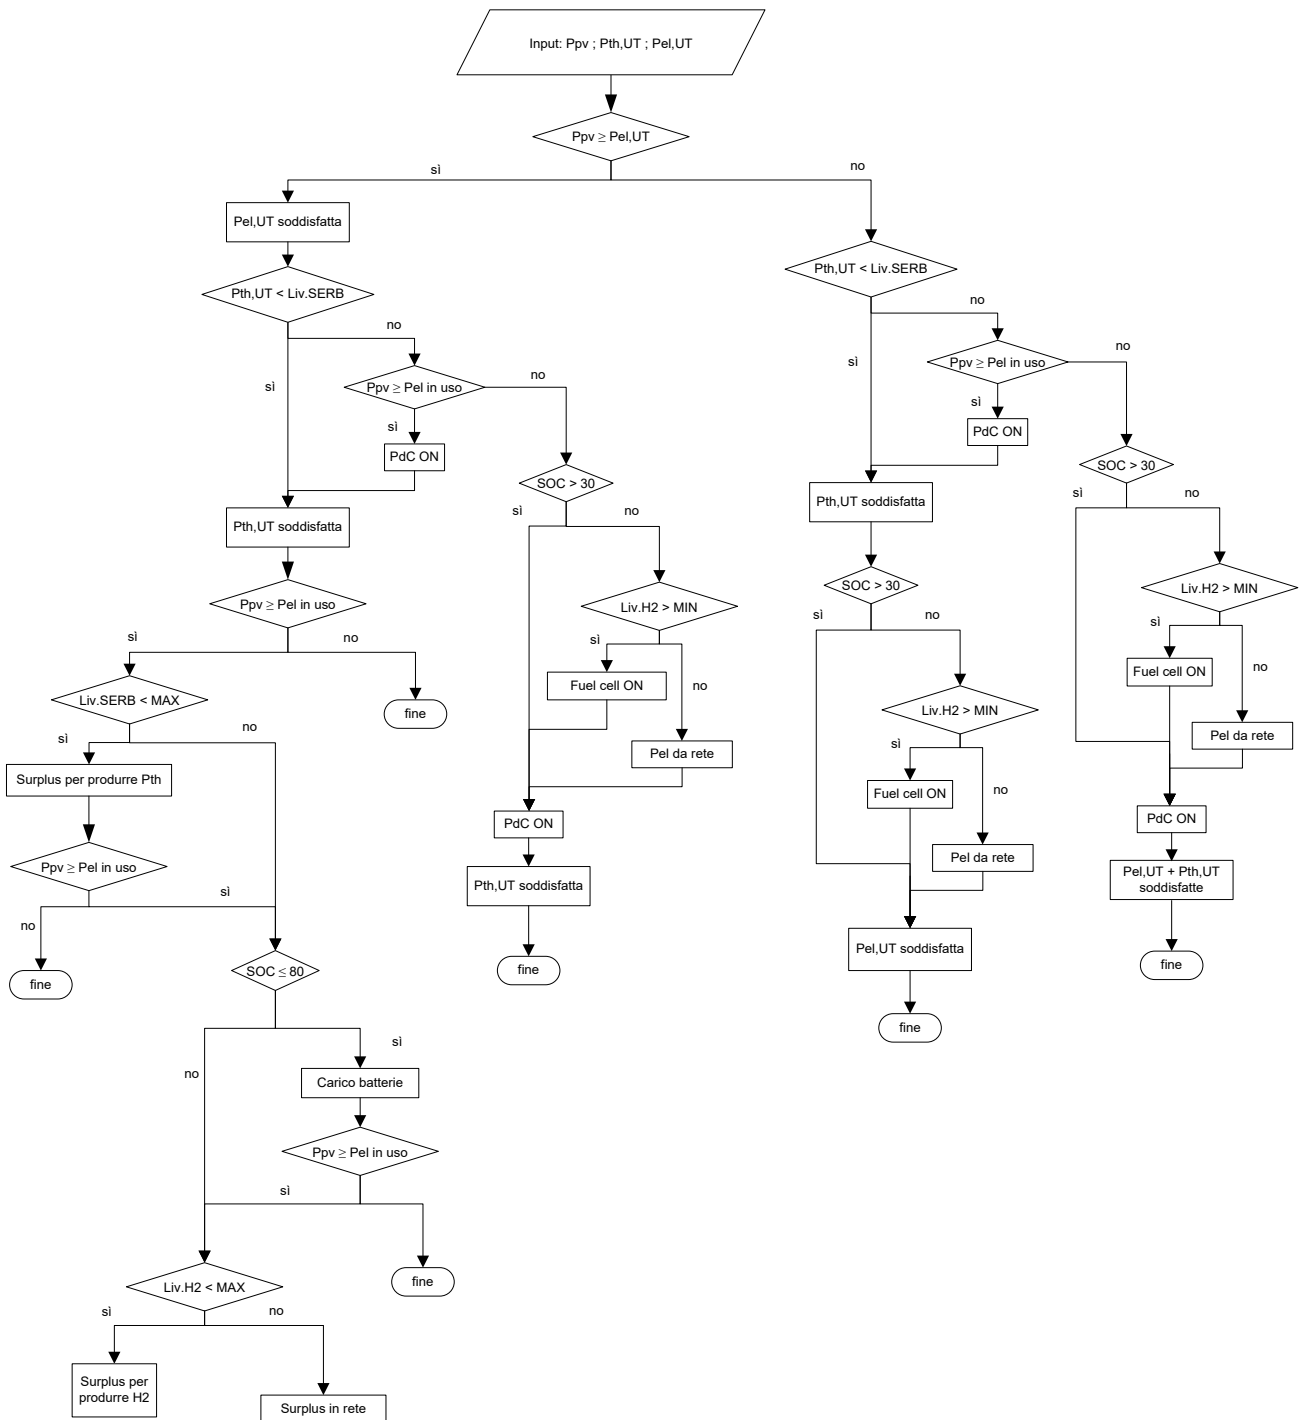 Input: Ppv ; Pth,UT ; Pel,UT
Ppv ≥ Pel,UT
sì
no
Pel,UT soddisfatta
Pth,UT < Liv.SERB
no
sì
Ppv ≥ Pel in uso
no
sì
PdC ON
SOC > 30
sì
no
Pth,UT soddisfatta
Ppv ≥ Pel in uso
sì
no
Liv.H2 > MIN
sì
Fuel cell ON
no
Pel da rete
PdC ON
Pth,UT soddisfatta
fine
Liv.SERB < MAX
fine
sì
no
Surplus per produrre Pth
Ppv ≥ Pel in uso
sì
no
fine
SOC ≤ 80
sì
no
Carico batterie
Ppv ≥ Pel in uso
sì
fine
Liv.H2 < MAX
sì
no
Surplus per
produrre H2
Surplus in rete
Pth,UT < Liv.SERB
no
sì
Ppv ≥ Pel in uso
no
sì
PdC ON
SOC > 30
sì
no
Pth,UT soddisfatta
SOC > 30
sì
no
Liv.H2 > MIN
sì
Fuel cell ON
no
Pel da rete
Pel,UT soddisfatta
fine
Liv.H2 > MIN
sì
Fuel cell ON
no
Pel da rete
PdC ON
Pel,UT + Pth,UT
soddisfatte
fine